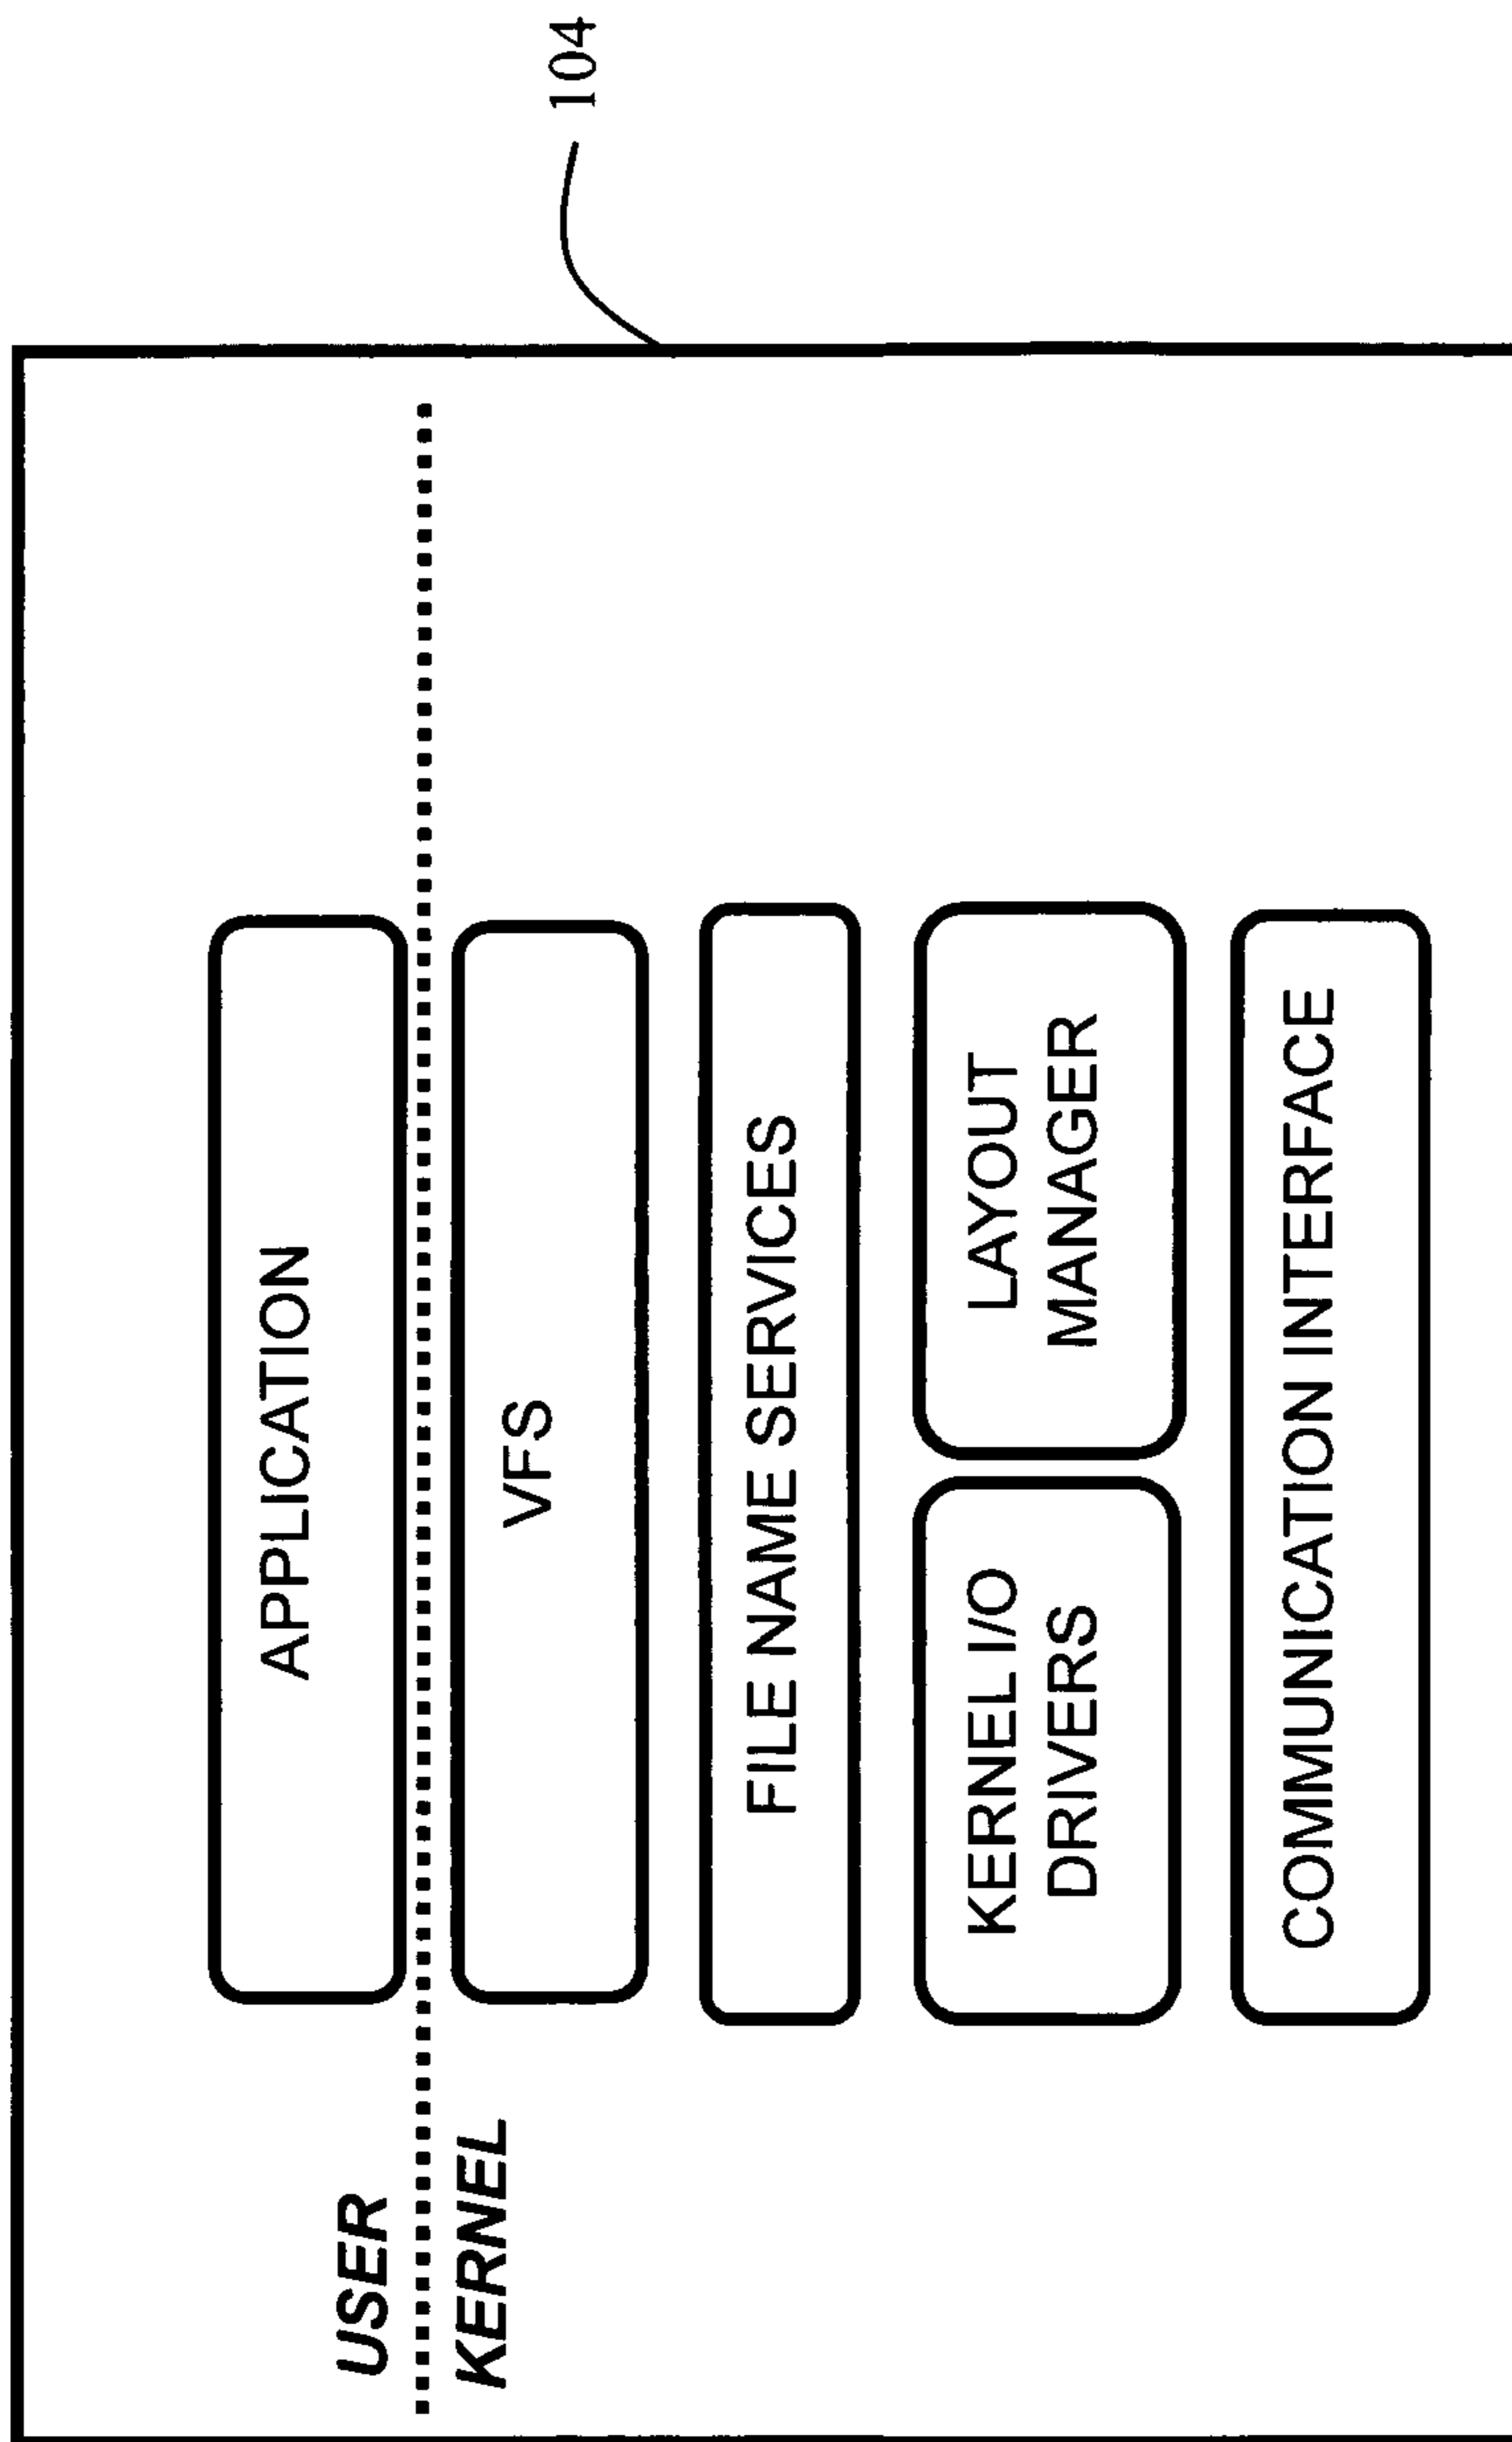 104
USER
APPLICATION
KERNEL
VFS
FILE NAME SERVICES
KERNEL I/O
DRIVERS
LAYOUT
MANAGER
COMMUNICATION INTERFACE